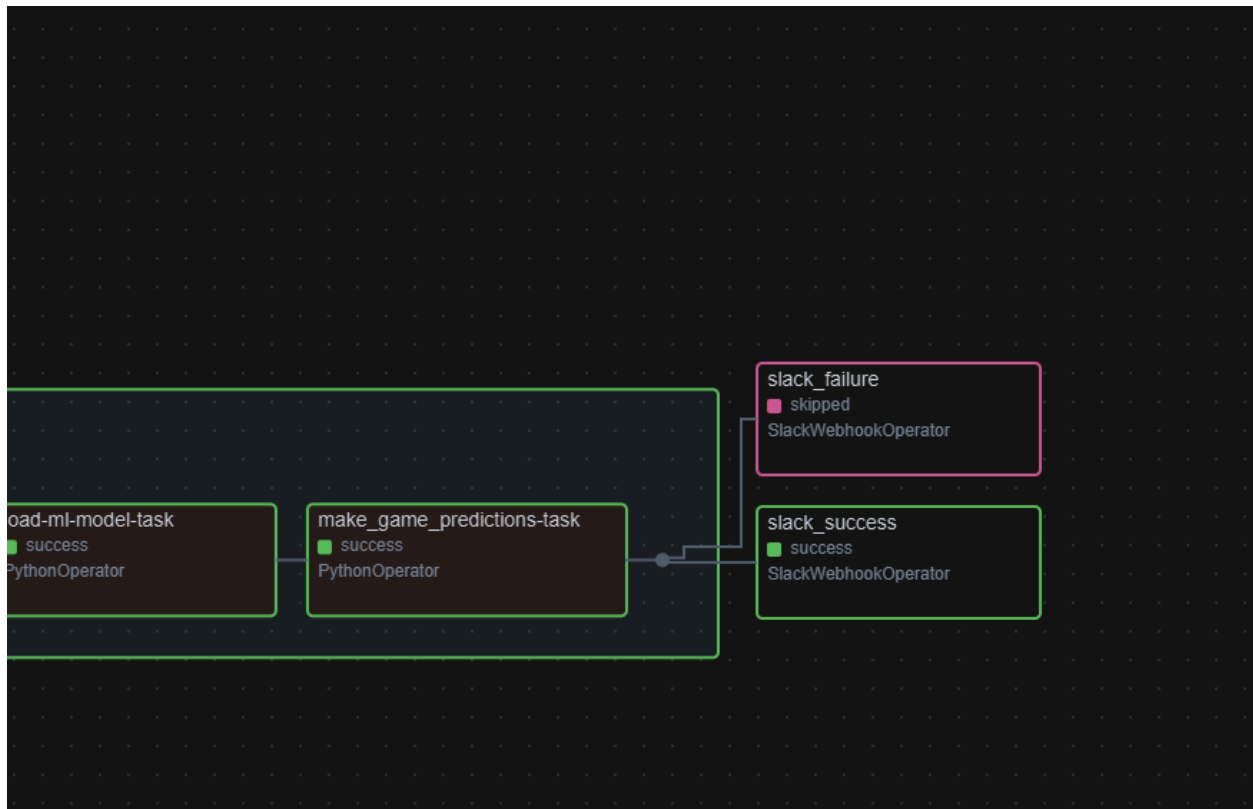 slack_failure
skipped
SlackWebhookOperator
oad-ml-model-task
success
PythonOperator
make_game_predictions-task
success
PythonOperator
slack_success
success
SlackWebhookOperator